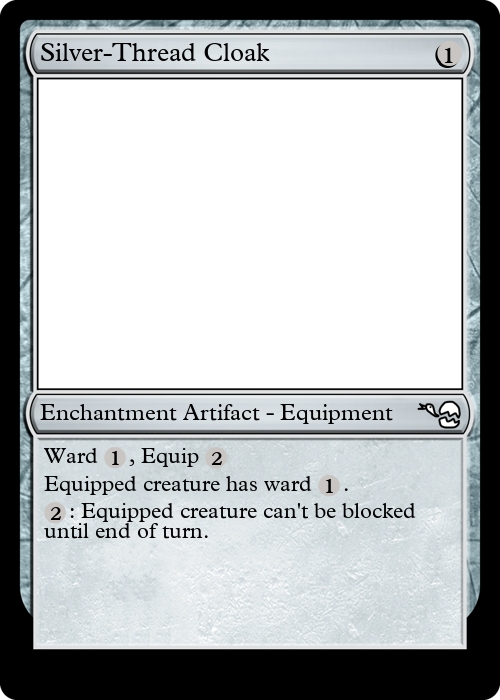 Silver-Thread Cloak 1
Enchantment Artifact - Equipment
Ward 1 , Equip 2
Equipped creature has ward 1 .
2 : Equipped creature can't be blocked
until end of turn.